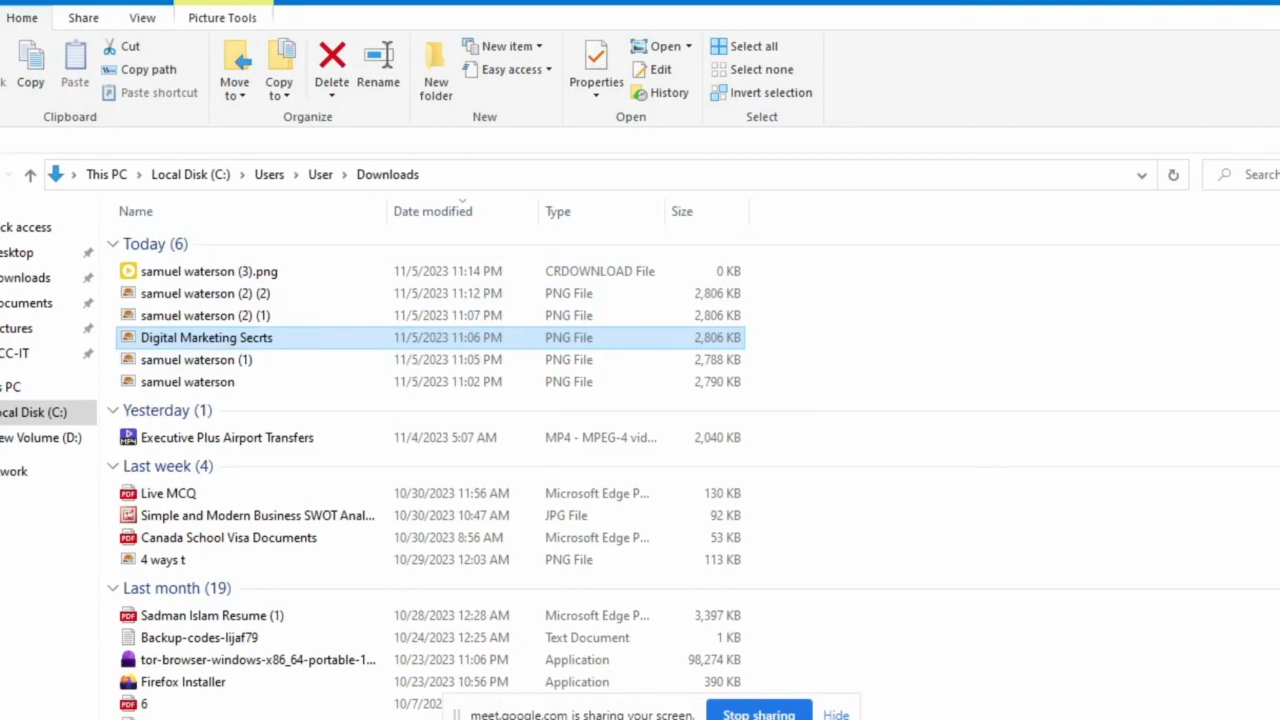 Home Share View Picture Tools
Copy Paste Cut Copy path Paste shortcut Move to Copy to Delete Rename New folder New item Easy access Properties Open Edit History Select all Select none Invert selection
Clipboard Organize New Open Select
This PC > Local Disk (C:) > Users > User > Downloads Search
Name Date modified Type Size
ck access
esktop
ownloads
ocuments
ctures
CC-IT
s PC
ocal Disk (C:)
ew Volume (D:)
work
Today (6)
samuel waterson (3).png 11/5/2023 11:14 PM CRDOWNLOAD File 0 KB
samuel waterson (2) (2) 11/5/2023 11:12 PM PNG File 2,806 KB
samuel waterson (2) (1) 11/5/2023 11:07 PM PNG File 2,806 KB
Digital Marketing Secrts 11/5/2023 11:06 PM PNG File 2,806 KB
samuel waterson (1) 11/5/2023 11:05 PM PNG File 2,788 KB
samuel waterson 11/5/2023 11:02 PM PNG File 2,790 KB
Yesterday (1)
Executive Plus Airport Transfers 11/4/2023 5:07 AM MP4 - MPEG-4 vid... 2,040 KB
Last week (4)
Live MCQ 10/30/2023 11:56 AM Microsoft Edge P... 130 KB
Simple and Modern Business SWOT Anal... 10/30/2023 10:47 AM JPG File 92 KB
Canada School Visa Documents 10/30/2023 8:56 AM Microsoft Edge P... 53 KB
4 ways t 10/29/2023 12:03 AM PNG File 113 KB
Last month (19)
Sadman Islam Resume (1) 10/28/2023 12:28 AM Microsoft Edge P... 3,397 KB
Backup-codes-lijaf79 10/24/2023 12:25 AM Text Document 1 KB
tor-browser-windows-x86_64-portable-1... 10/23/2023 11:06 PM Application 98,274 KB
Firefox Installer 10/23/2023 10:56 PM Application 390 KB
6 10/7/202
meet.google.com is sharing your screen. Stop sharing Hide